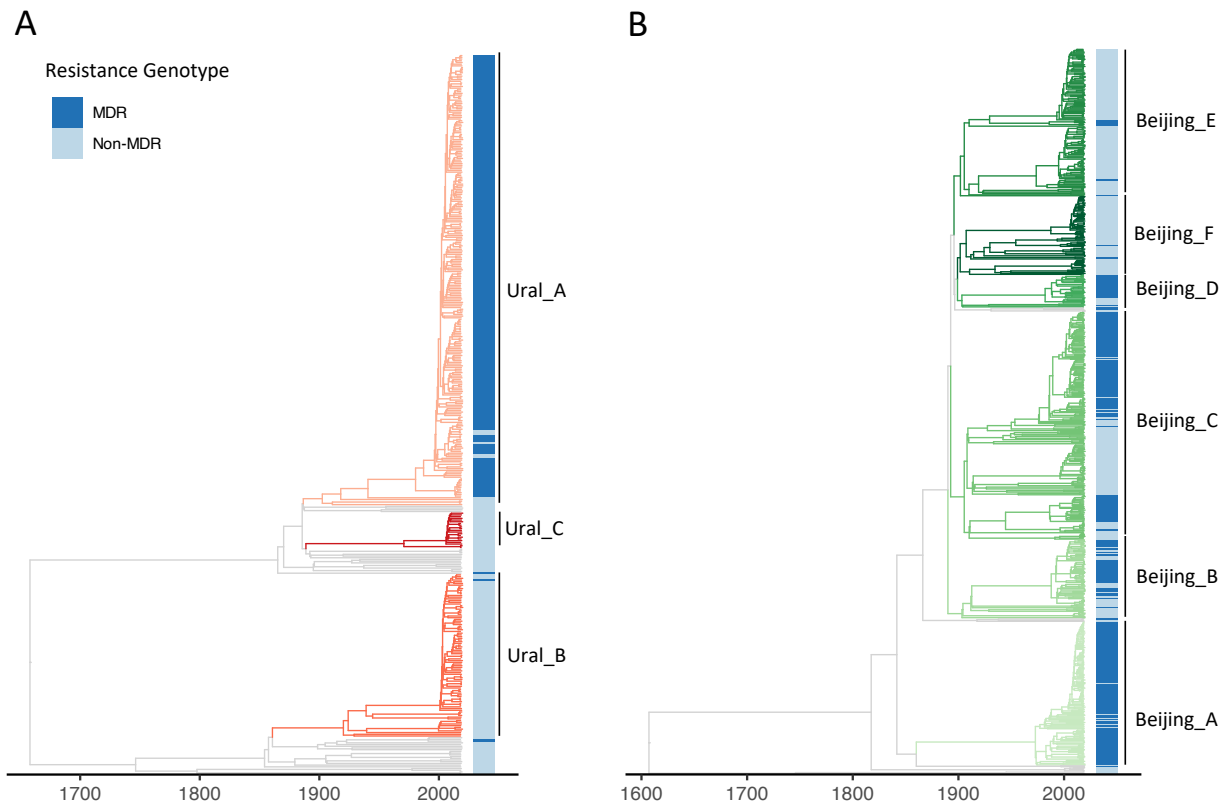 A
Resistance Genotype
MDR
Non-MDR
Ural_A
Ural_C
Ural_B
1700
1800
1900
2000
B
Beijing_E
Beijing_F
Beijing_D
Beijing_C
Beijing_B
Beijing_A
1600
1700
1800
1900
2000